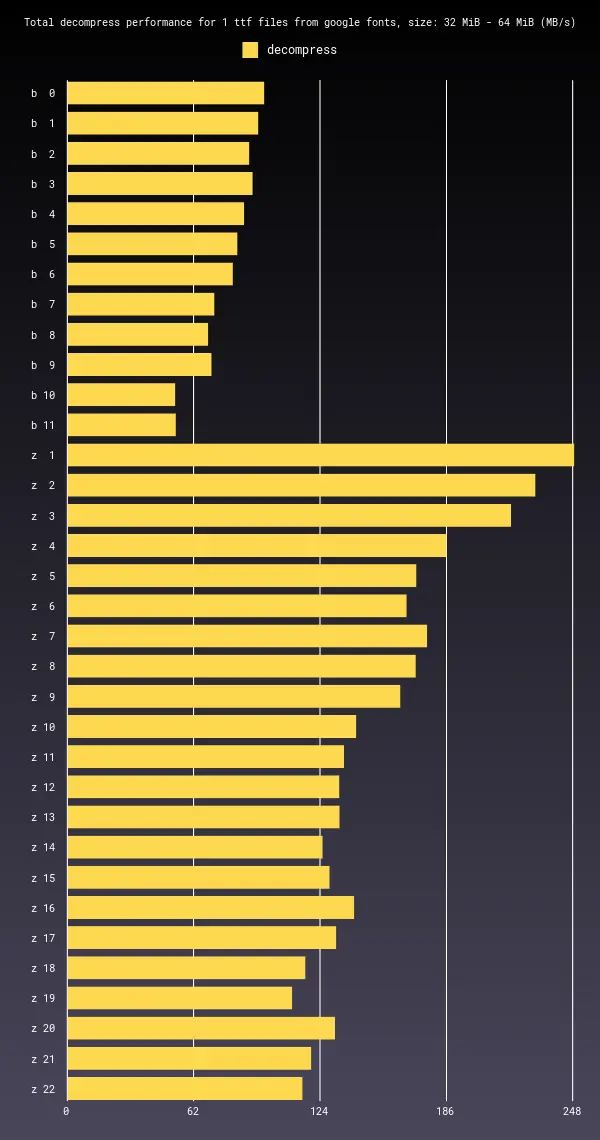 Total decompress performance for 1 ttf files from google fonts, size: 32 MiB - 64 MiB (MB/s)
decompress
b 0
b 1
b 2
b 3
b 4
b 5
b 6
b 7
b 8
b 9
b 10
b 11
z 1
z 2
z 3
z 4
z 5
z 6
z 7
z 8
z 9
z 10
z 11
z 12
z 13
z 14
z 15
z 16
z 17
z 18
z 19
z 20
z 21
z 22
0 62 124 186 248